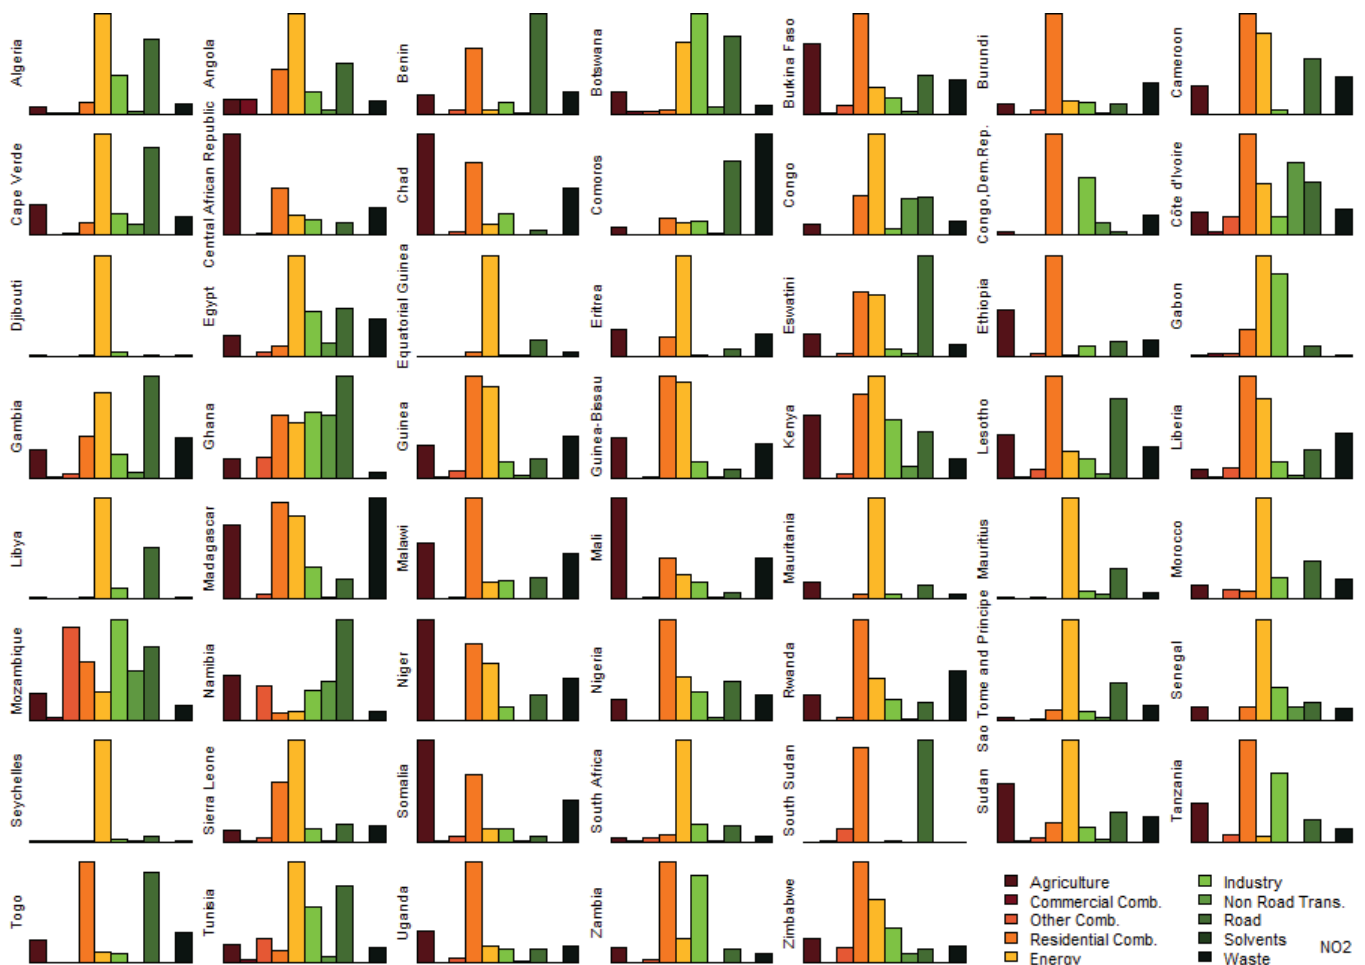 Algeria
Angola
Benin
Botswana
Burkina Faso
Burundi
Cameroon
Cape Verde
Central African Republic
Chad
Comoros
Congo
Congo,Dem.Rep.
Côte d'Ivoire
Djibouti
Egypt
Equatorial Guinea
Eritrea
Eswatini
Ethiopia
Gabon
Gambia
Ghana
Guinea
Guinea-Bissau
Kenya
Lesotho
Liberia
Libya
Madagascar
Malawi
Mali
Mauritania
Mauritius
Morocco
Mozambique
Namibia
Niger
Nigeria
Rwanda
Sao Tome and Principe
Senegal
Seychelles
Sierra Leone
Somalia
South Africa
South Sudan
Sudan
Tanzania
Togo
Tunisia
Uganda
Zambia
Zimbabwe
Agriculture
Commercial Comb.
Other Comb.
Residential Comb.
Energy
Industry
Non Road Trans.
Road
Solvents
Waste
NO2